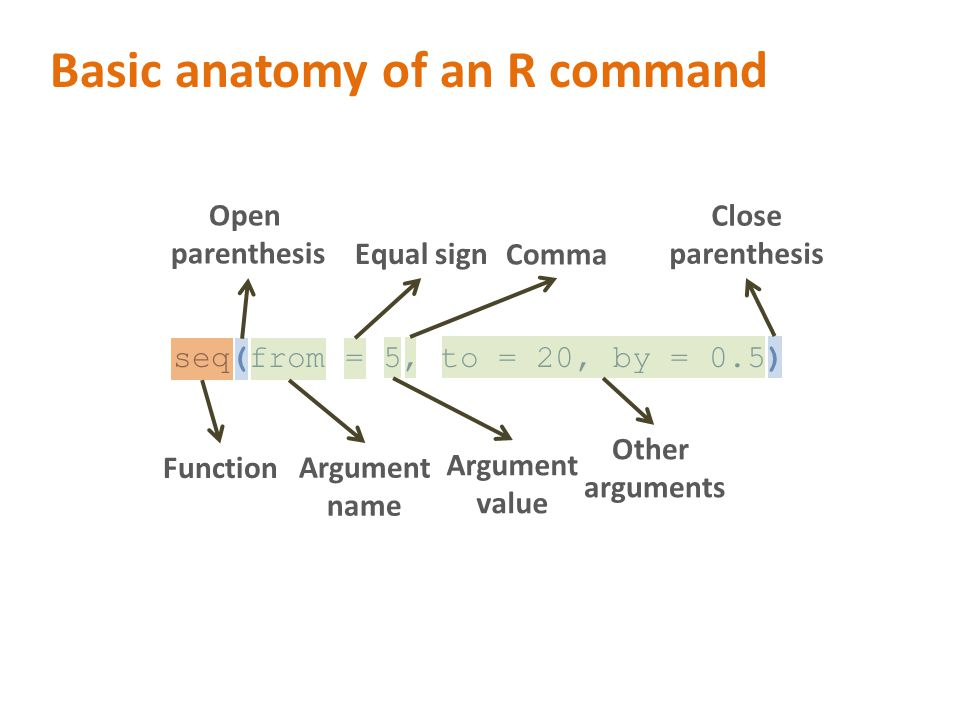 Basic anatomy of an R command
Open
parenthesis
Equal sign
Comma
Close
parenthesis
seq(from = 5, to = 20, by = 0.5)
Function
Argument
name
Argument
value
Other
arguments